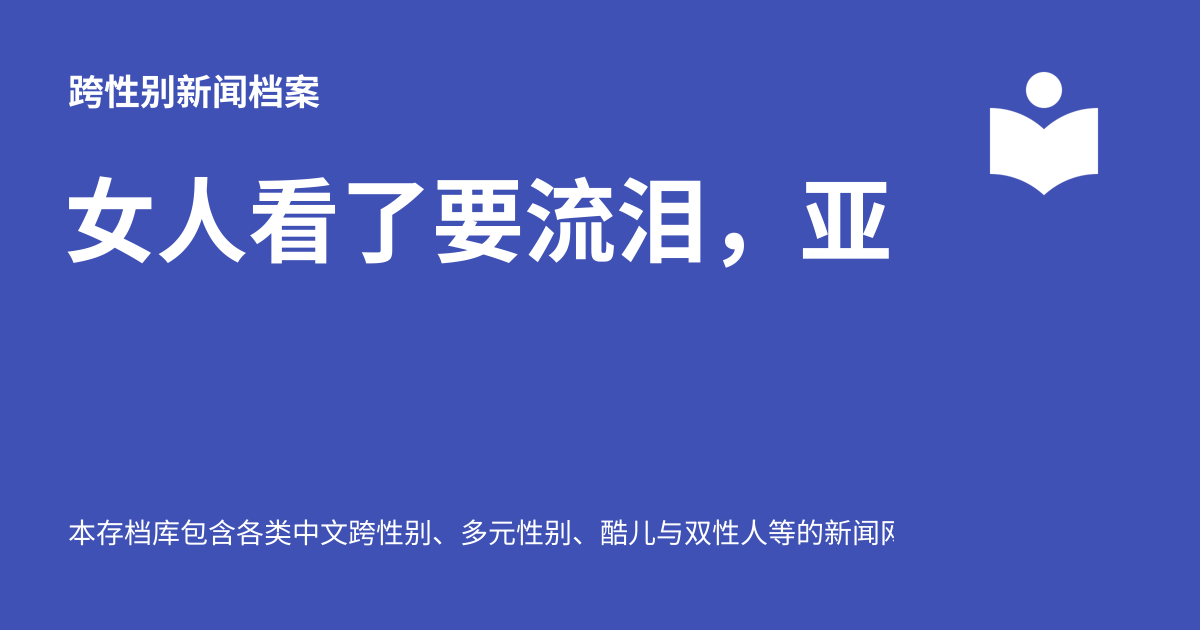 跨性别新闻档案
女人看了要流泪，亚
本存档库包含各类中文跨性别、多元性别、酷儿与双性人等的新闻